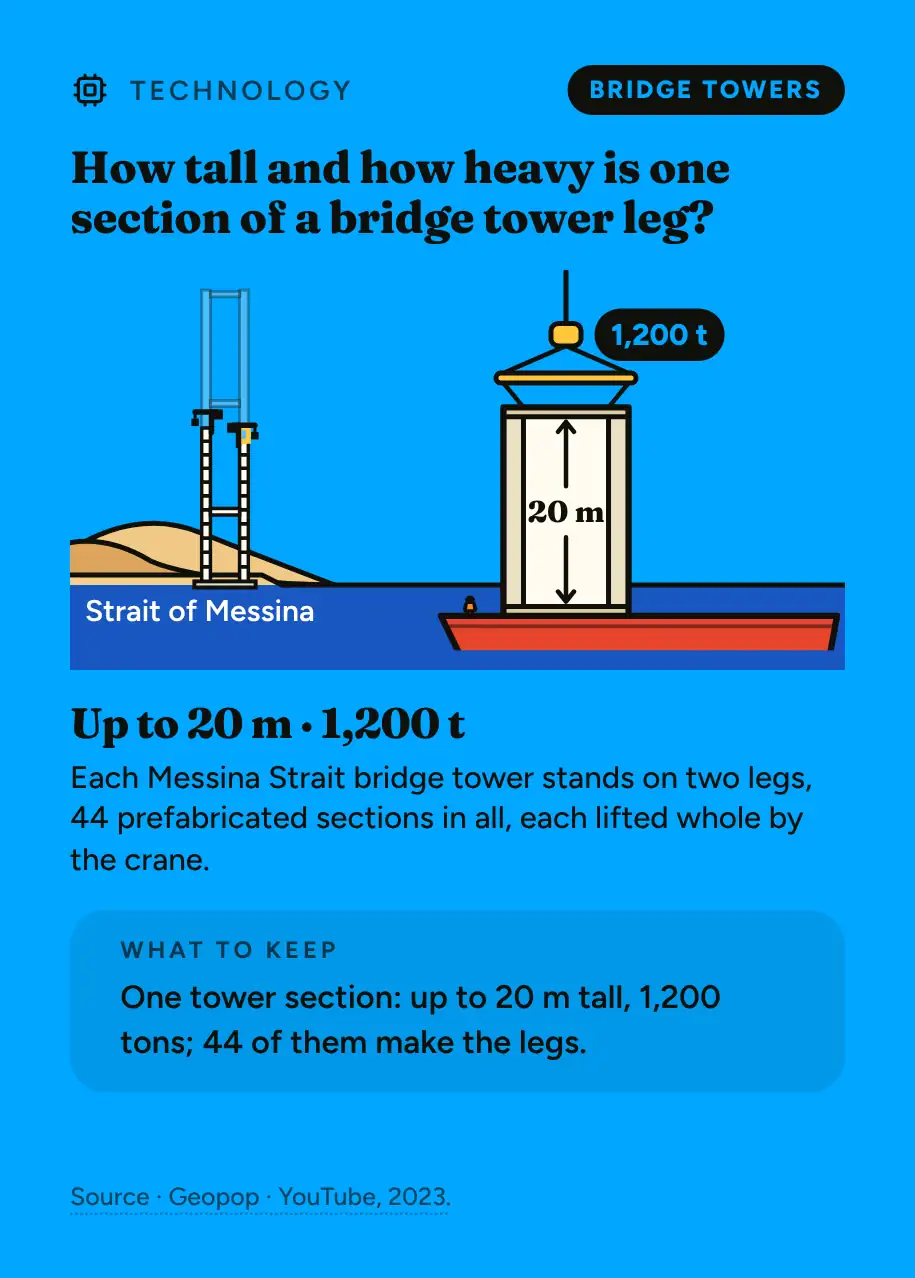 TECHNOLOGY
BRIDGE TOWERS
How tall and how heavy is one
section of a bridge tower leg?
1,200 t
20 m
Strait of Messina
Up to 20 m · 1,200 t
Each Messina Strait bridge tower stands on two legs,
44 prefabricated sections in all, each lifted whole by
the crane.
WHAT TO KEEP
One tower section: up to 20 m tall, 1,200
tons; 44 of them make the legs.
Source · Geopop · YouTube, 2023.